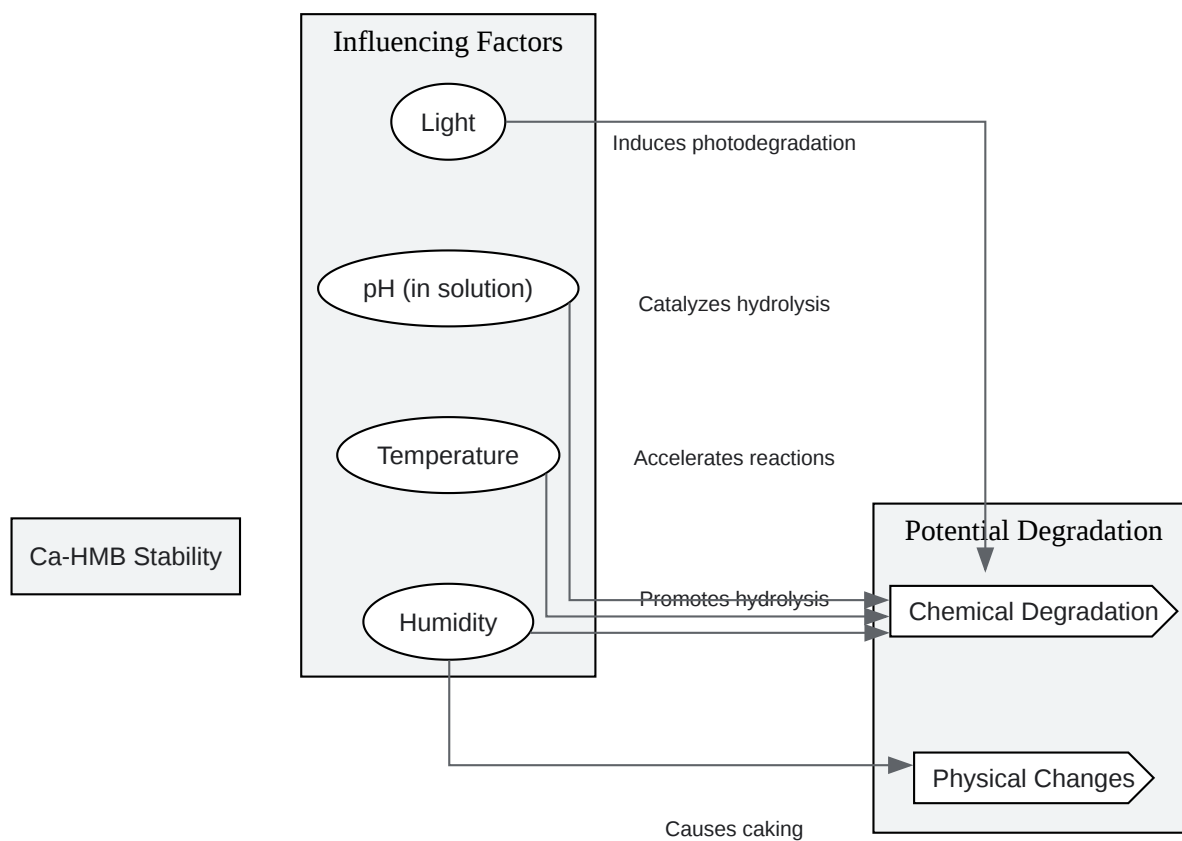 Influencing Factors
Light
Induces photodegradation
pH (in solution)
Catalyzes hydrolysis
Temperature
Accelerates reactions
Potential Degradation
Ca-HMB Stability
Promotes hydrolysis
Chemical Degradation
Humidity
Physical Changes
Causes caking